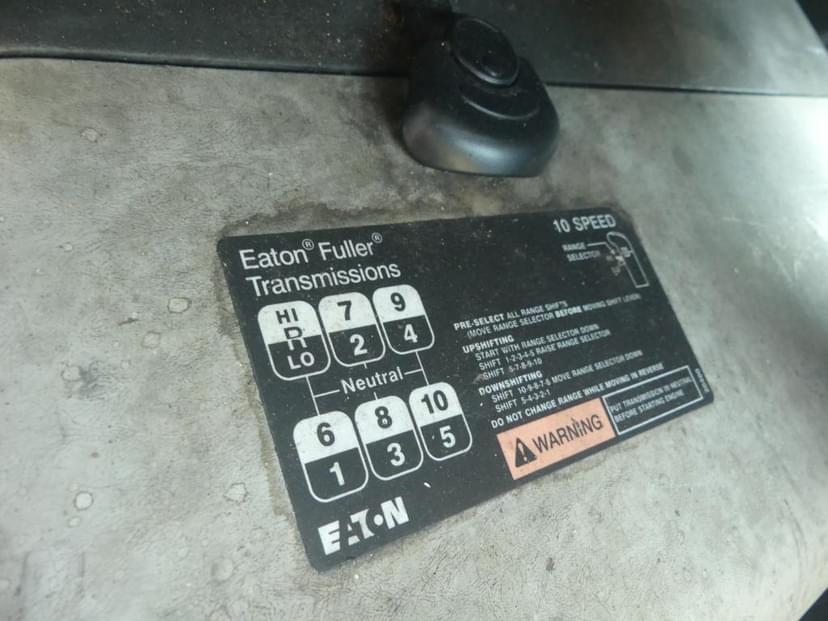 Eaton® Fuller®
Transmissions
10 SPEED
RANGE
SELECTOR
HI
R
LO
7
2
9
4
Neutral
6
1
8
3
10
5
EATON
PRE-SELECT ALL RANGE SHIFTS
(MOVE RANGE SELECTOR BEFORE MOVING SHIFT LEVER)
UPSHIFTING
START WITH RANGE SELECTOR DOWN
SHIFT 1-2-3-4-5 RAISE RANGE SELECTOR
SHIFT 6-7-8-9-10
DOWNSHIFTING
SHIFT 10-9-8-7-6 MOVE RANGE SELECTOR DOWN
SHIFT 5-4-3-2-1
DO NOT CHANGE RANGE WHILE MOVING IN REVERSE
WARNING
PUT TRANSMISSION IN NEUTRAL
BEFORE STARTING ENGINE